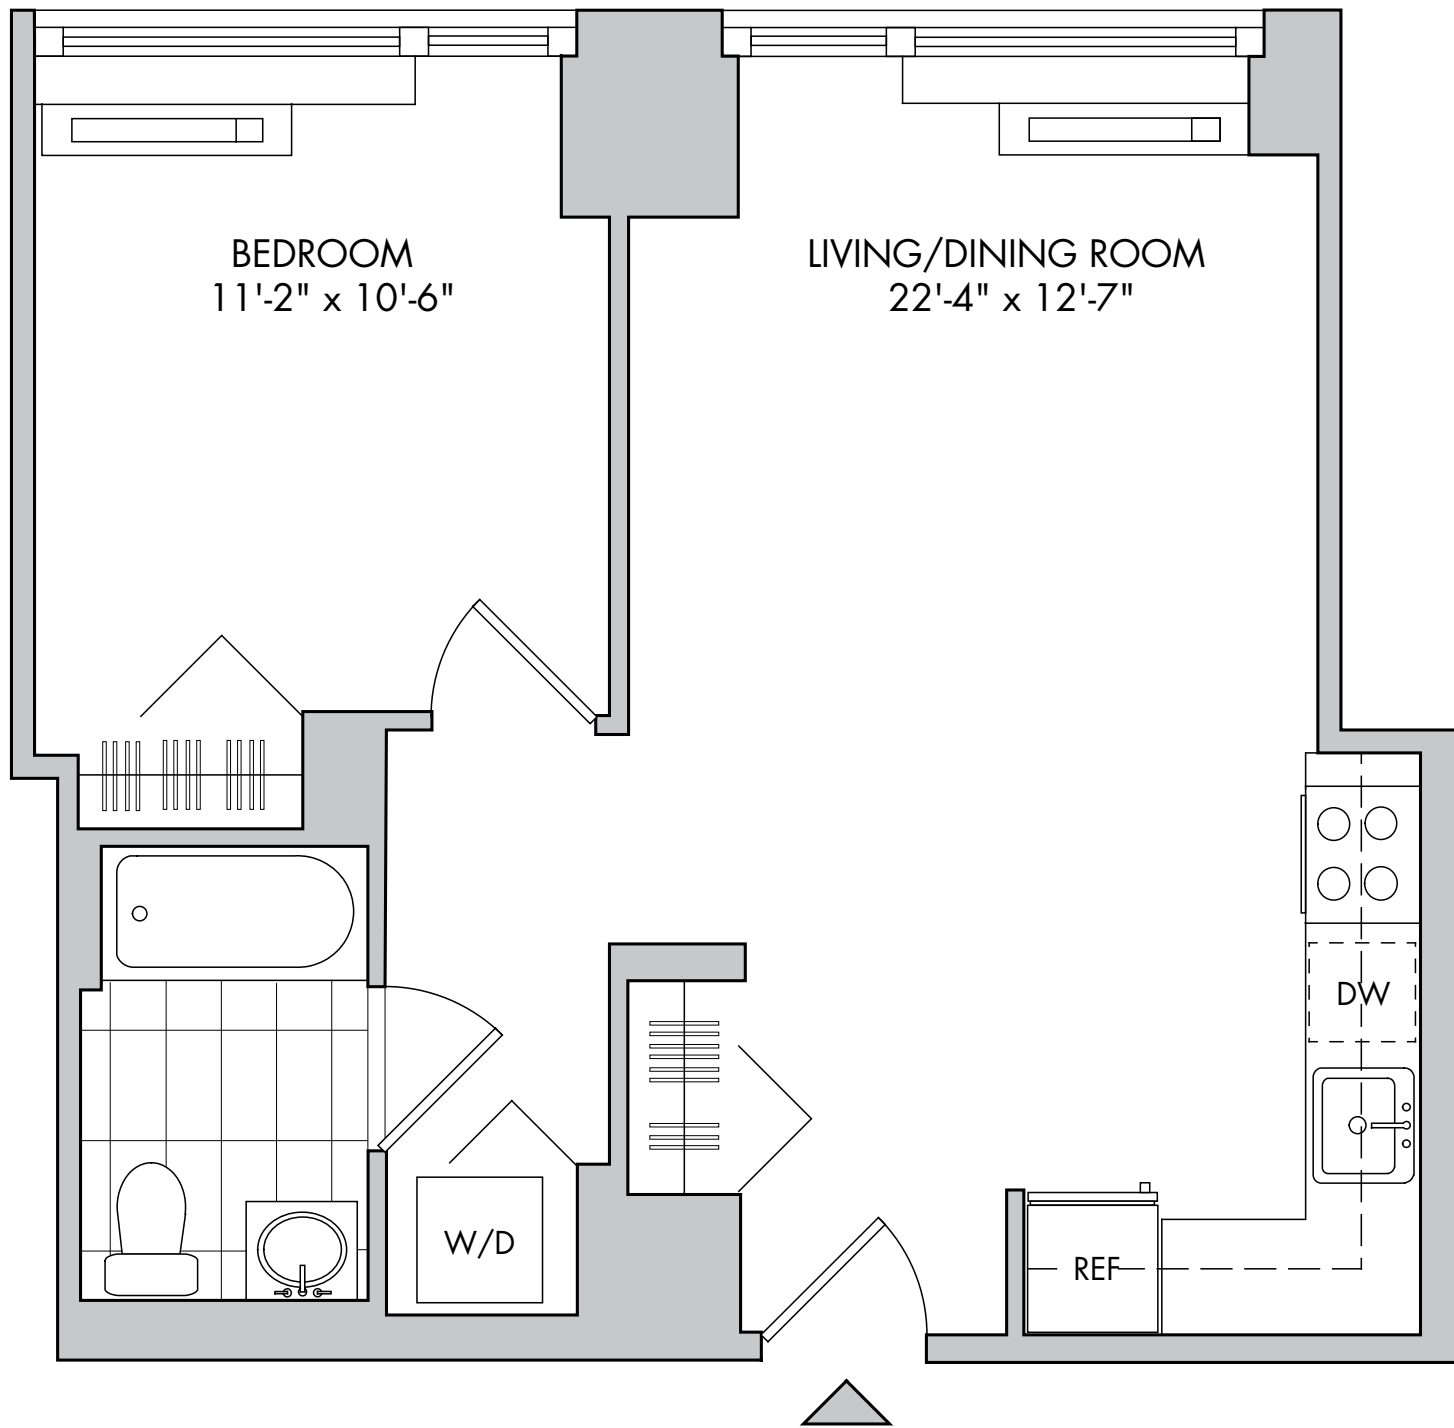 BEDROOM
11'-2" x 10'-6"
LIVING/DINING ROOM
22'-4" x 12'-7"
DW
W/D
REF